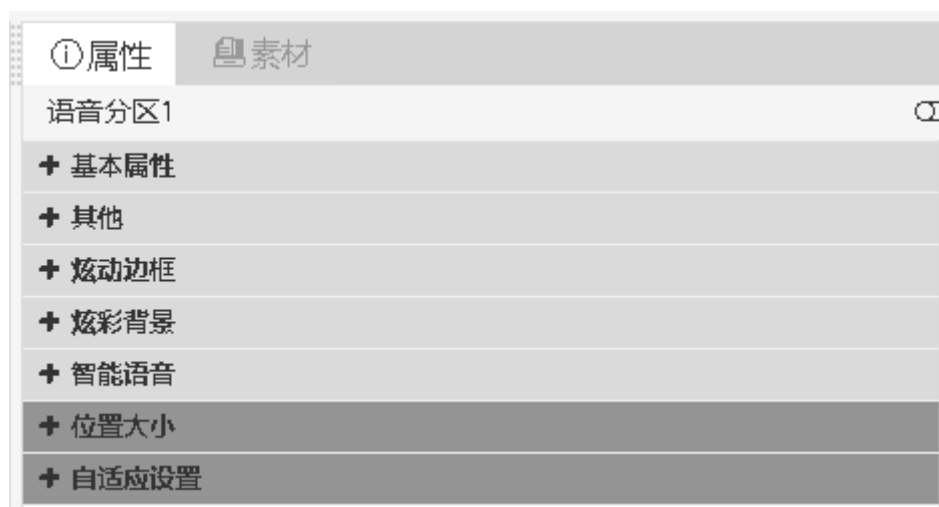 属性 素材
语音分区1
基本属性
其他
炫动边框
炫彩背景
智能语音
位置大小
自适应设置